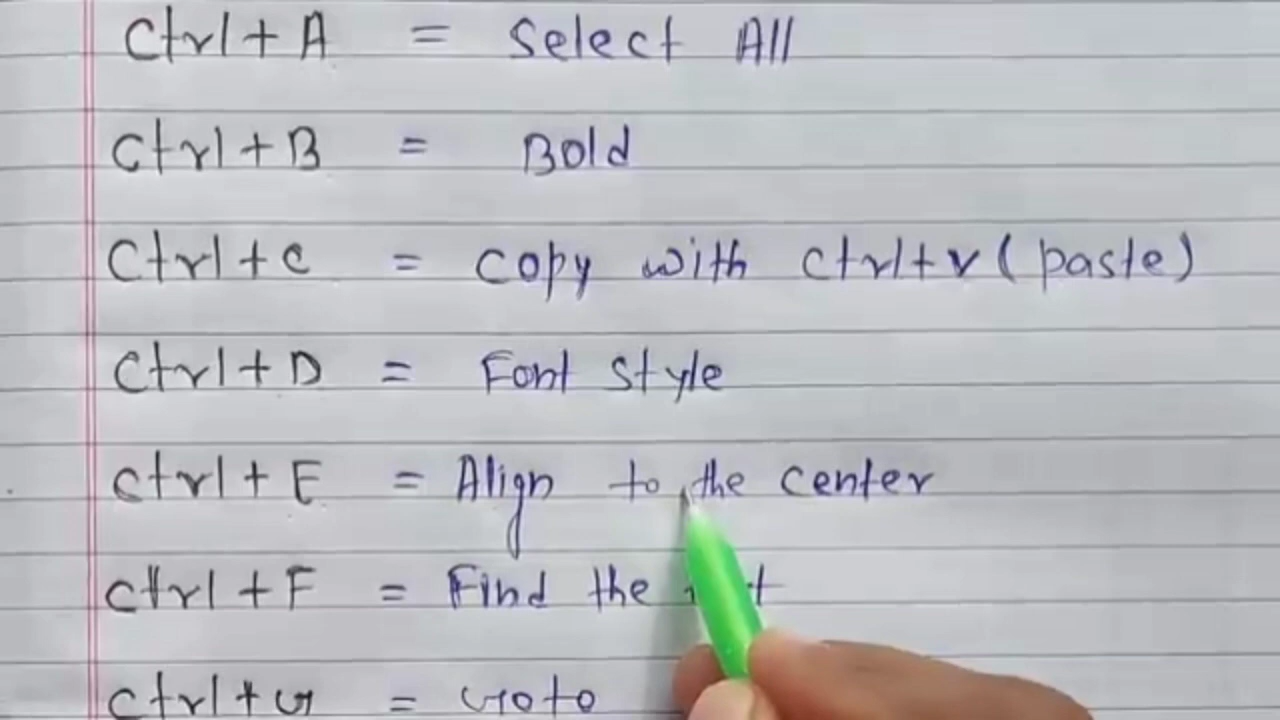 Ctrl + A = Select All
Ctrl + B = Bold
Ctrl + C = Copy with Ctrl+V ( Paste )
Ctrl + D = Font Style
Ctrl + E = Align to the center
Ctrl + F = Find the
Ctrl + G = Goto